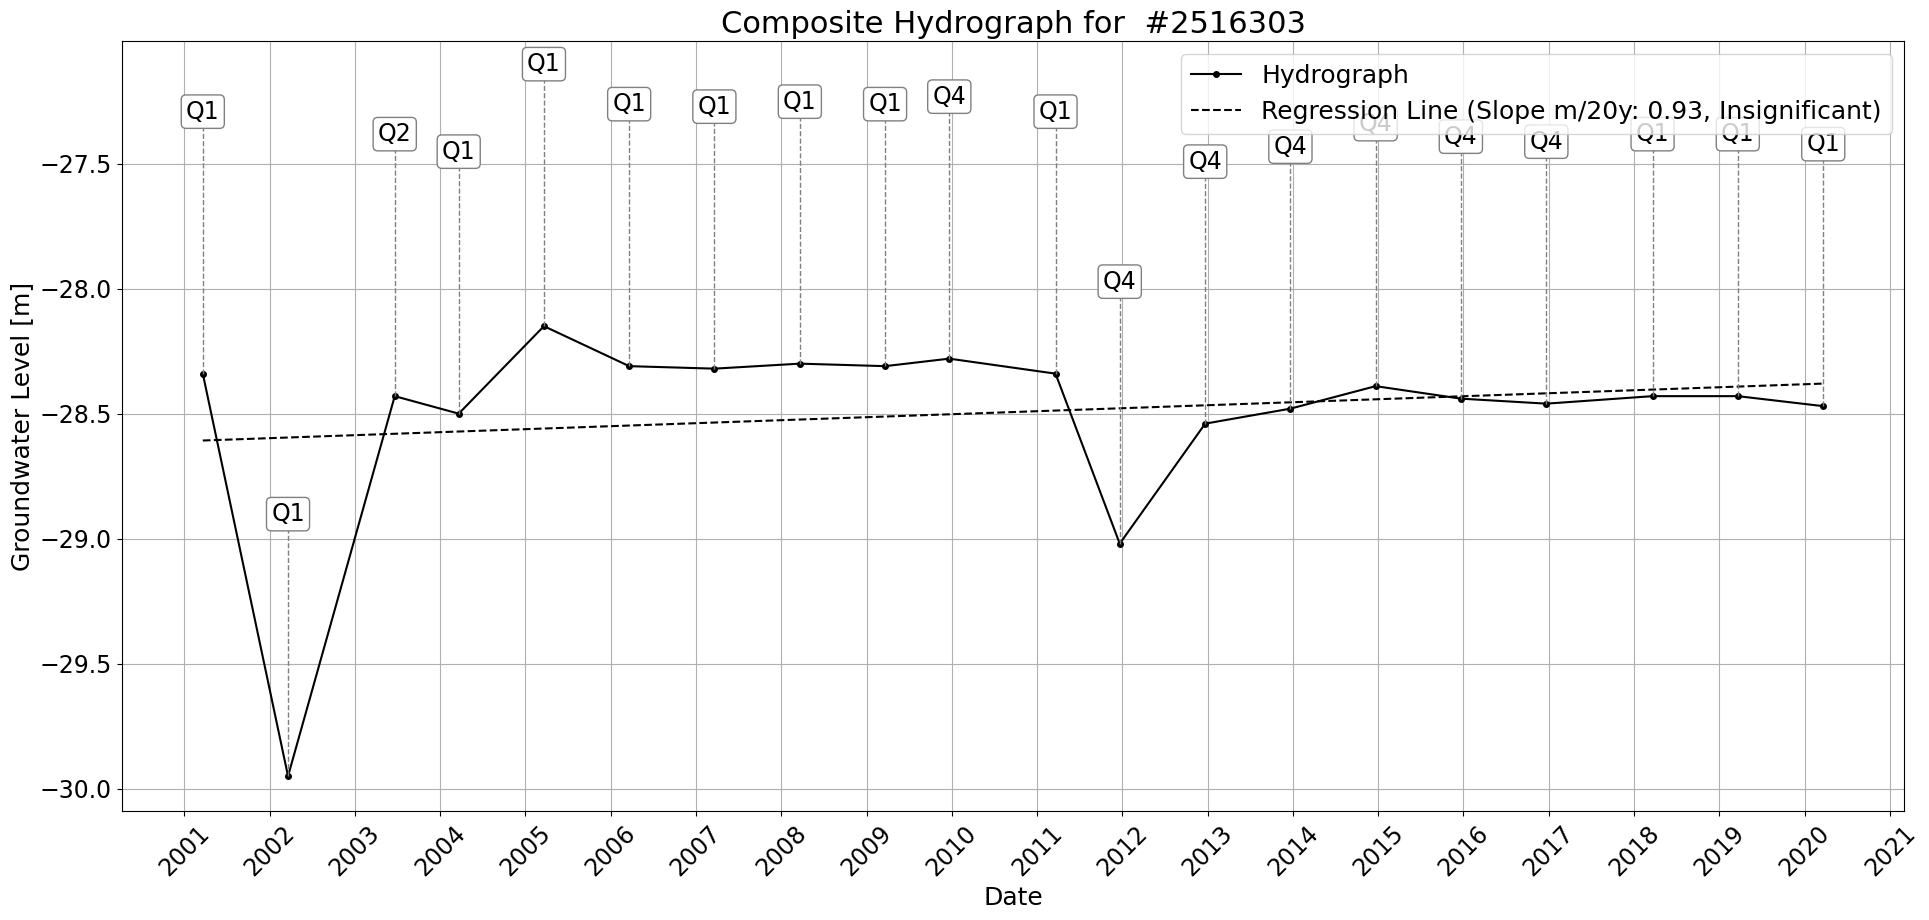 Composite Hydrograph for  #2516303
Hydrograph
Regression Line (Slope m/20y: 0.93, Insignificant)
Q1
Q1
Q2
Q1
Q1
Q1
Q1
Q1
Q1
Q4
Q1
Q4
Q4
Q4
Q4
Q4
Q4
Q1
Q1
Q1
Groundwater Level [m]
−27.5
−28.0
−28.5
−29.0
−29.5
−30.0
2001
2002
2003
2004
2005
2006
2007
2008
2009
2010
2011
2012
2013
2014
2015
2016
2017
2018
2019
2020
2021
Date